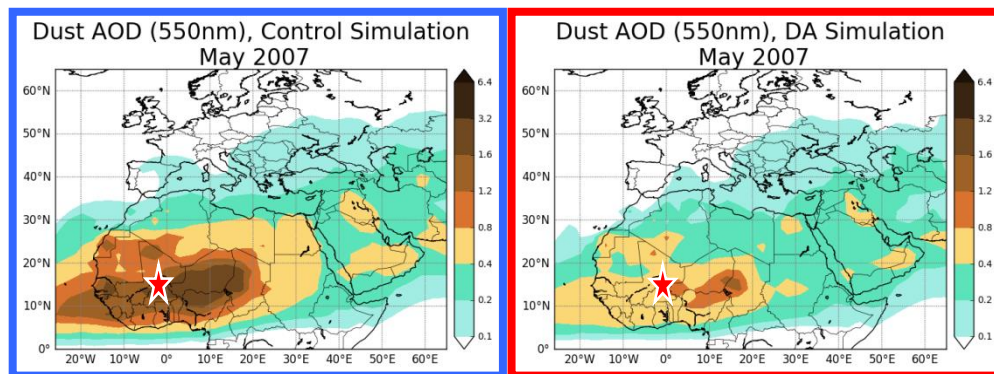 Dust AOD (550nm), Control Simulation
May 2007
60°N
50°N
40°N
30°N
20°N
10°N
0°
20°W 10°W 0° 10°E 20°E 30°E 40°E 50°E 60°E
6.4
3.2
1.6
1.2
0.8
0.4
0.2
0.1
Dust AOD (550nm), DA Simulation
May 2007
60°N
50°N
40°N
30°N
20°N
10°N
0°
20°W 10°W 0° 10°E 20°E 30°E 40°E 50°E 60°E
6.4
3.2
1.6
1.2
0.8
0.4
0.2
0.1